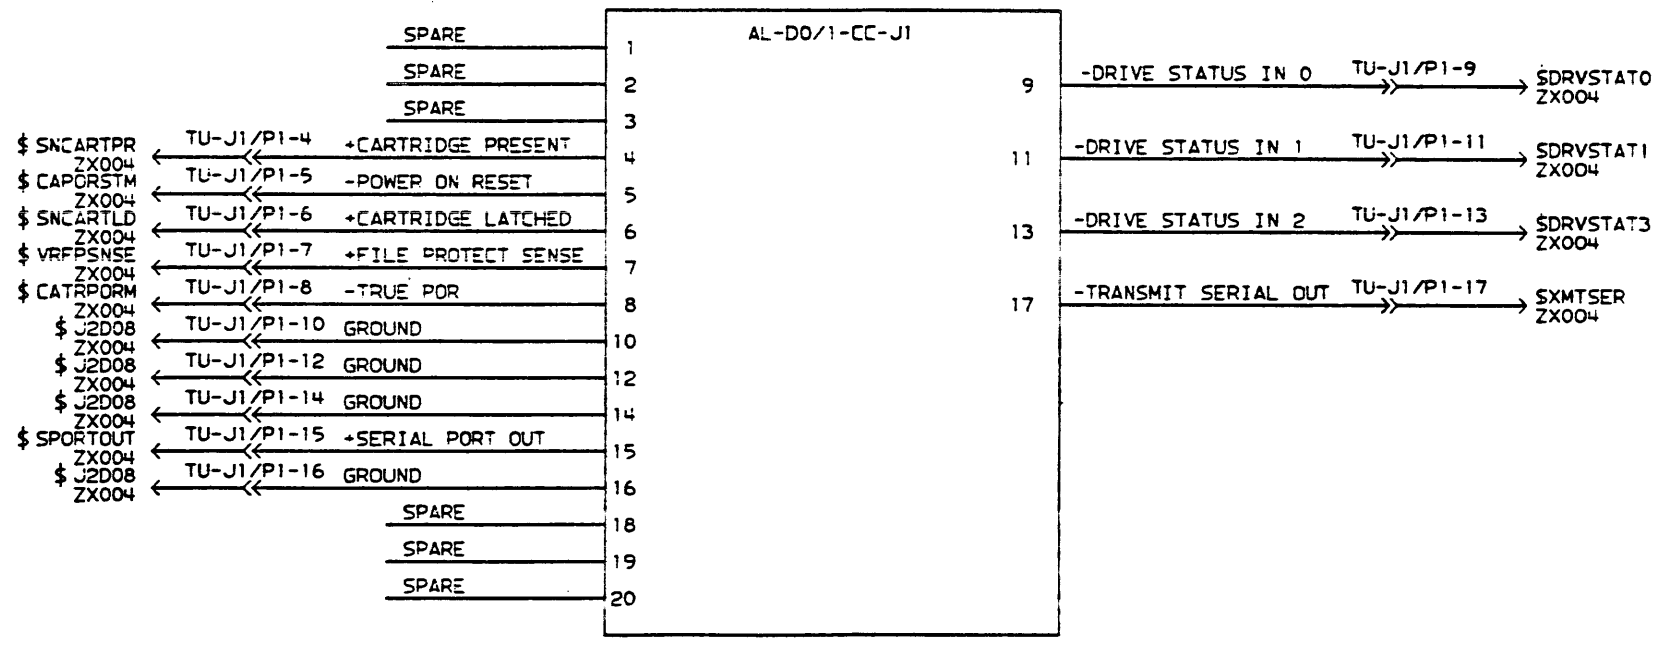 AL-D0/1-CC-J1
SPARE 1
SPARE 2
SPARE 3
$ SNCARTPR TU-J1/P1-4 +CARTRIDGE PRESENT 4
ZX004
$ CAPORSTM TU-J1/P1-5 -POWER ON RESET 5
ZX004
$ SNCARTLD TU-J1/P1-6 +CARTRIDGE LATCHED 6
ZX004
$ VRFPSNSE TU-J1/P1-7 +FILE PROTECT SENSE 7
ZX004
$ CATRPORM TU-J1/P1-8 -TRUE POR 8
ZX004
$ J2D08 TU-J1/P1-10 GROUND 10
ZX004
$ J2D08 TU-J1/P1-12 GROUND 12
ZX004
$ J2D08 TU-J1/P1-14 GROUND 14
ZX004
$ SPORTOUT TU-J1/P1-15 +SERIAL PORT OUT 15
ZX004
$ J2D08 TU-J1/P1-16 GROUND 16
ZX004
SPARE 18
SPARE 19
SPARE 20
9 -DRIVE STATUS IN 0 TU-J1/P1-9 $DRVSTAT0
ZX004
11 -DRIVE STATUS IN 1 TU-J1/P1-11 $DRVSTAT1
ZX004
13 -DRIVE STATUS IN 2 TU-J1/P1-13 $DRVSTAT3
ZX004
17 -TRANSMIT SERIAL OUT TU-J1/P1-17 $XMTSER
ZX004